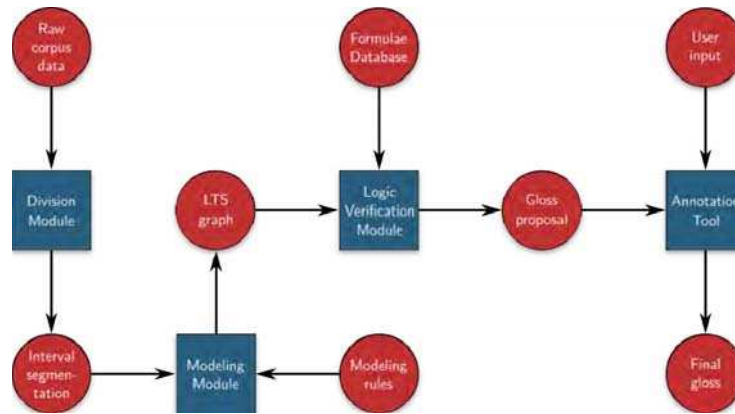 Raw
corpus
data
Formulae
Database
User
input
Division
Module
LTS
graph
Logic
Verification
Module
Gloss
proposal
Annotation
Tool
Interval
segmen-
tation
Modeling
Module
Modeling
rules
Final
gloss